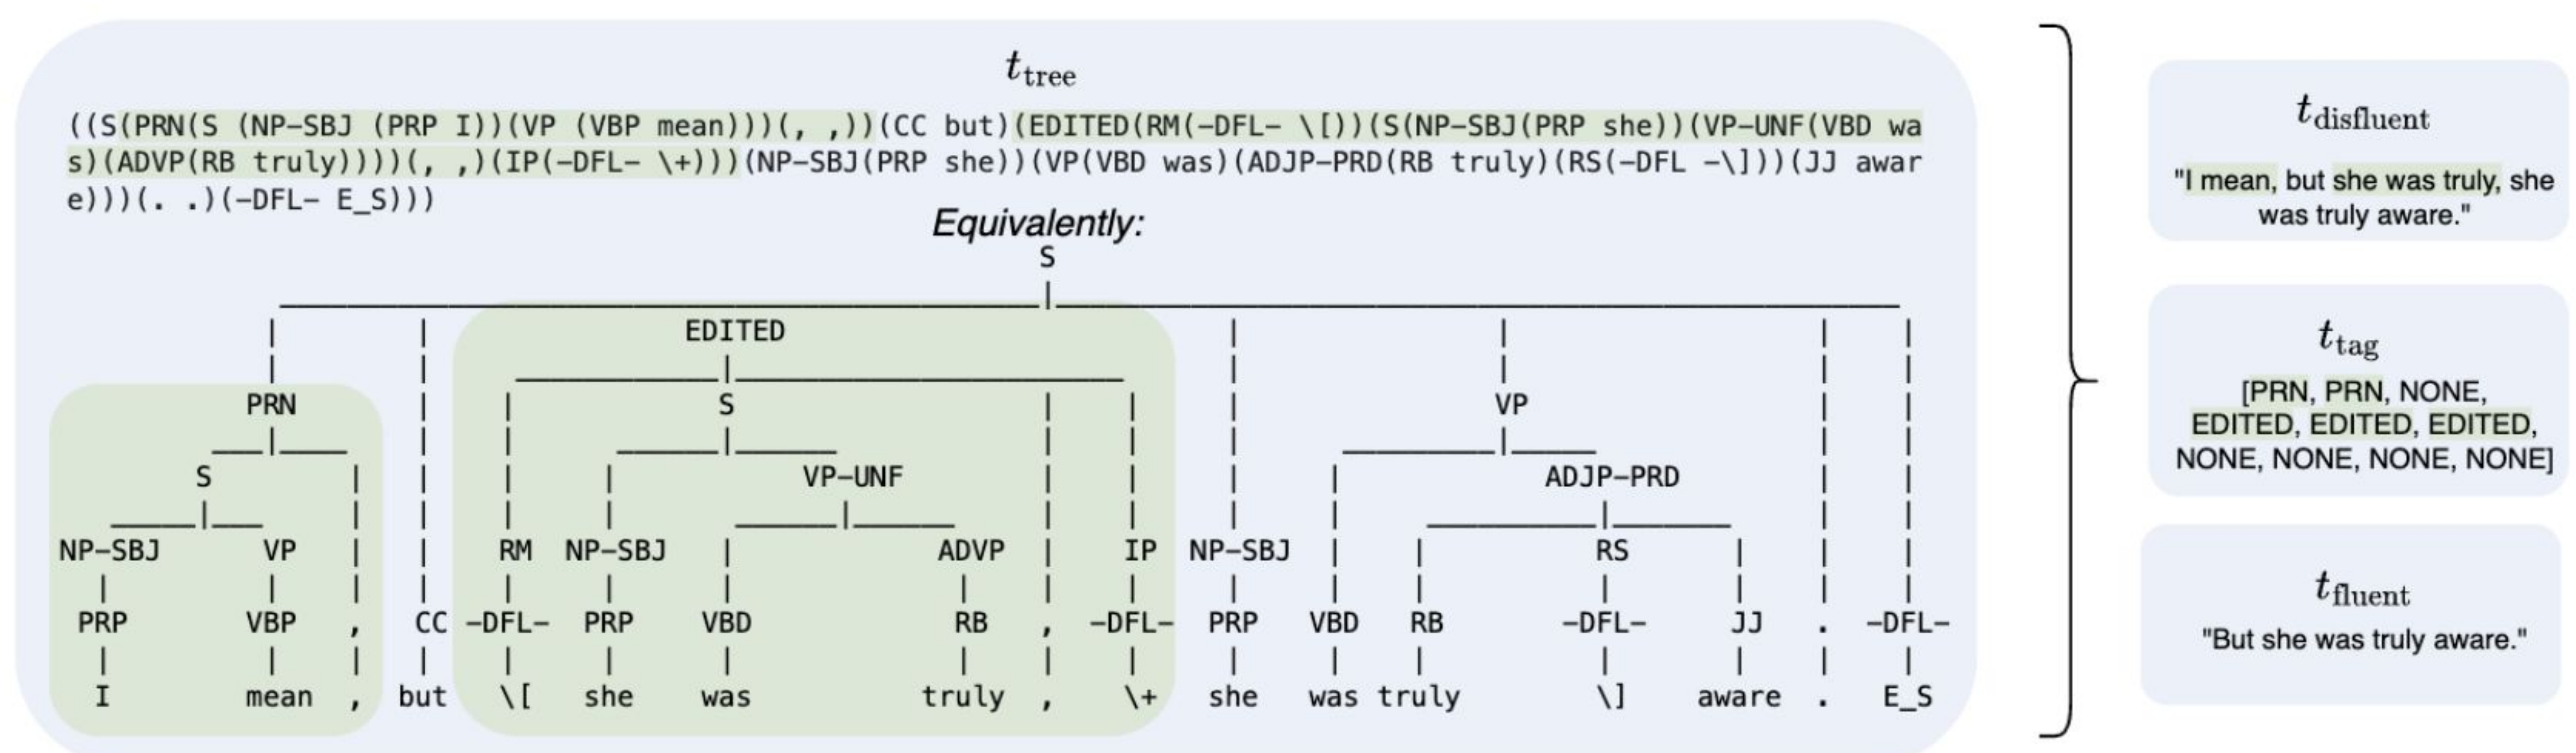 t_tree
((S(PRN(S (NP-SBJ (PRP I))(VP (VBP mean)))(, ,))(CC but)(EDITED(RM(-DFL- \[))(S(NP-SBJ(PRP she))(VP-UNF(VBD wa
s)(ADVP(RB truly))))(, ,)(IP(-DFL- \+)))(NP-SBJ(PRP she))(VP(VBD was)(ADJP-PRD(RB truly)(RS(-DFL -\]))(JJ awar
e)))(. .)(-DFL- E_S)))
Equivalently:
S
EDITED
PRN S VP
S VP-UNF ADJP-PRD
NP-SBJ VP RM NP-SBJ ADVP IP NP-SBJ RS
PRP VBP , CC -DFL- PRP VBD RB , -DFL- PRP VBD RB -DFL- JJ . -DFL-
I mean , but \[ she was truly , \+ she was truly \] aware . E_S
t_disfluent
"I mean, but she was truly, she
was truly aware."
t_tag
[PRN, PRN, NONE,
EDITED, EDITED, EDITED,
NONE, NONE, NONE, NONE]
t_fluent
"But she was truly aware."